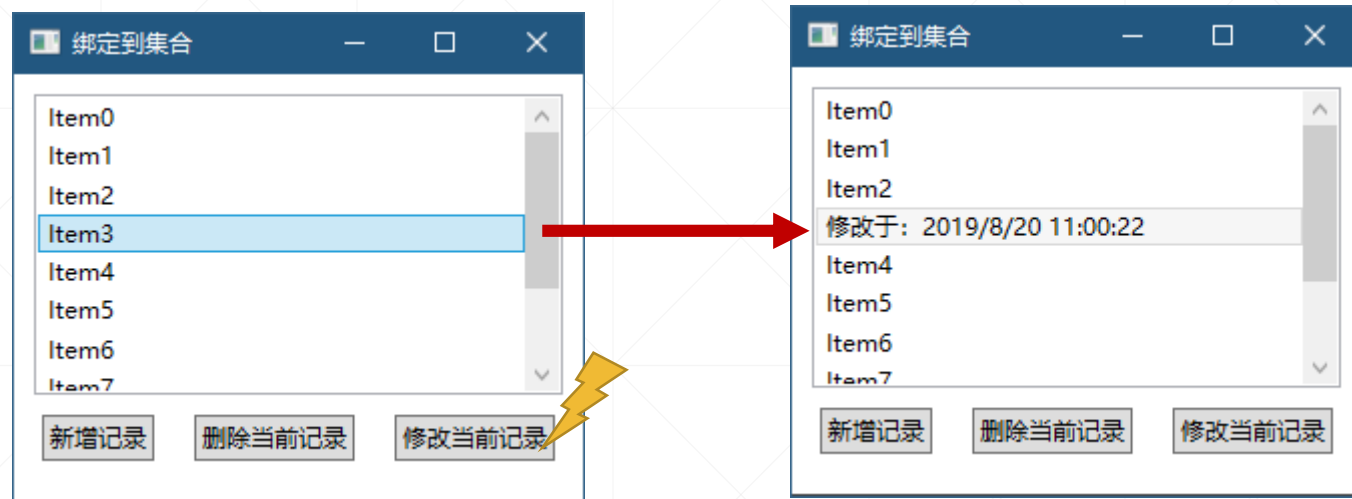 绑定到集合
Item0
Item1
Item2
Item3
Item4
Item5
Item6
Item7
新增记录 删除当前记录 修改当前记录
绑定到集合
Item0
Item1
Item2
修改于：2019/8/20 11:00:22
Item4
Item5
Item6
Item7
新增记录 删除当前记录 修改当前记录